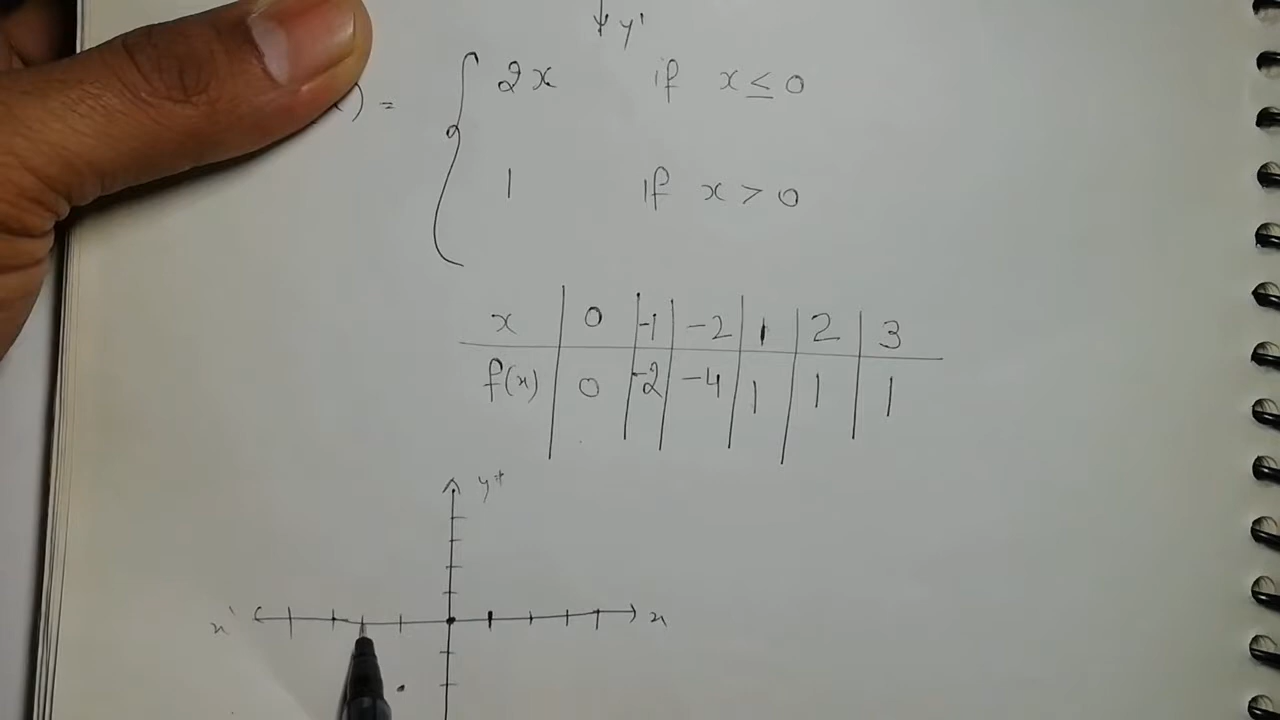 y'
) = { 2x if x ≤ 0
1 if x > 0
x 0 -1 -2 1 2 3
f(x) 0 -2 -4 1 1 1
y
x' x